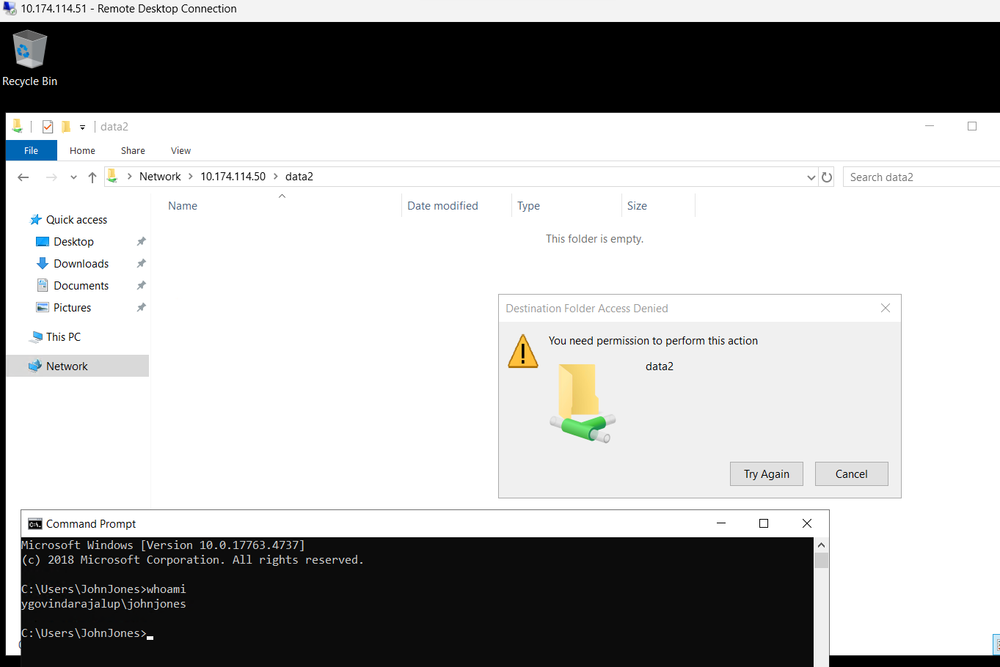 10.174.114.51 - Remote Desktop Connection
Recycle Bin
data2
File Home Share View
Network > 10.174.114.50 > data2
Search data2
Name Date modified Type Size
This folder is empty.
Quick access
Desktop
Downloads
Documents
Pictures
This PC
Network
Destination Folder Access Denied
You need permission to perform this action
data2
Try Again Cancel
C:\. Command Prompt
Microsoft Windows [Version 10.0.17763.4737]
(c) 2018 Microsoft Corporation. All rights reserved.
C:\Users\JohnJones>whoami
ygovindarajalup\johnjones
C:\Users\JohnJones>